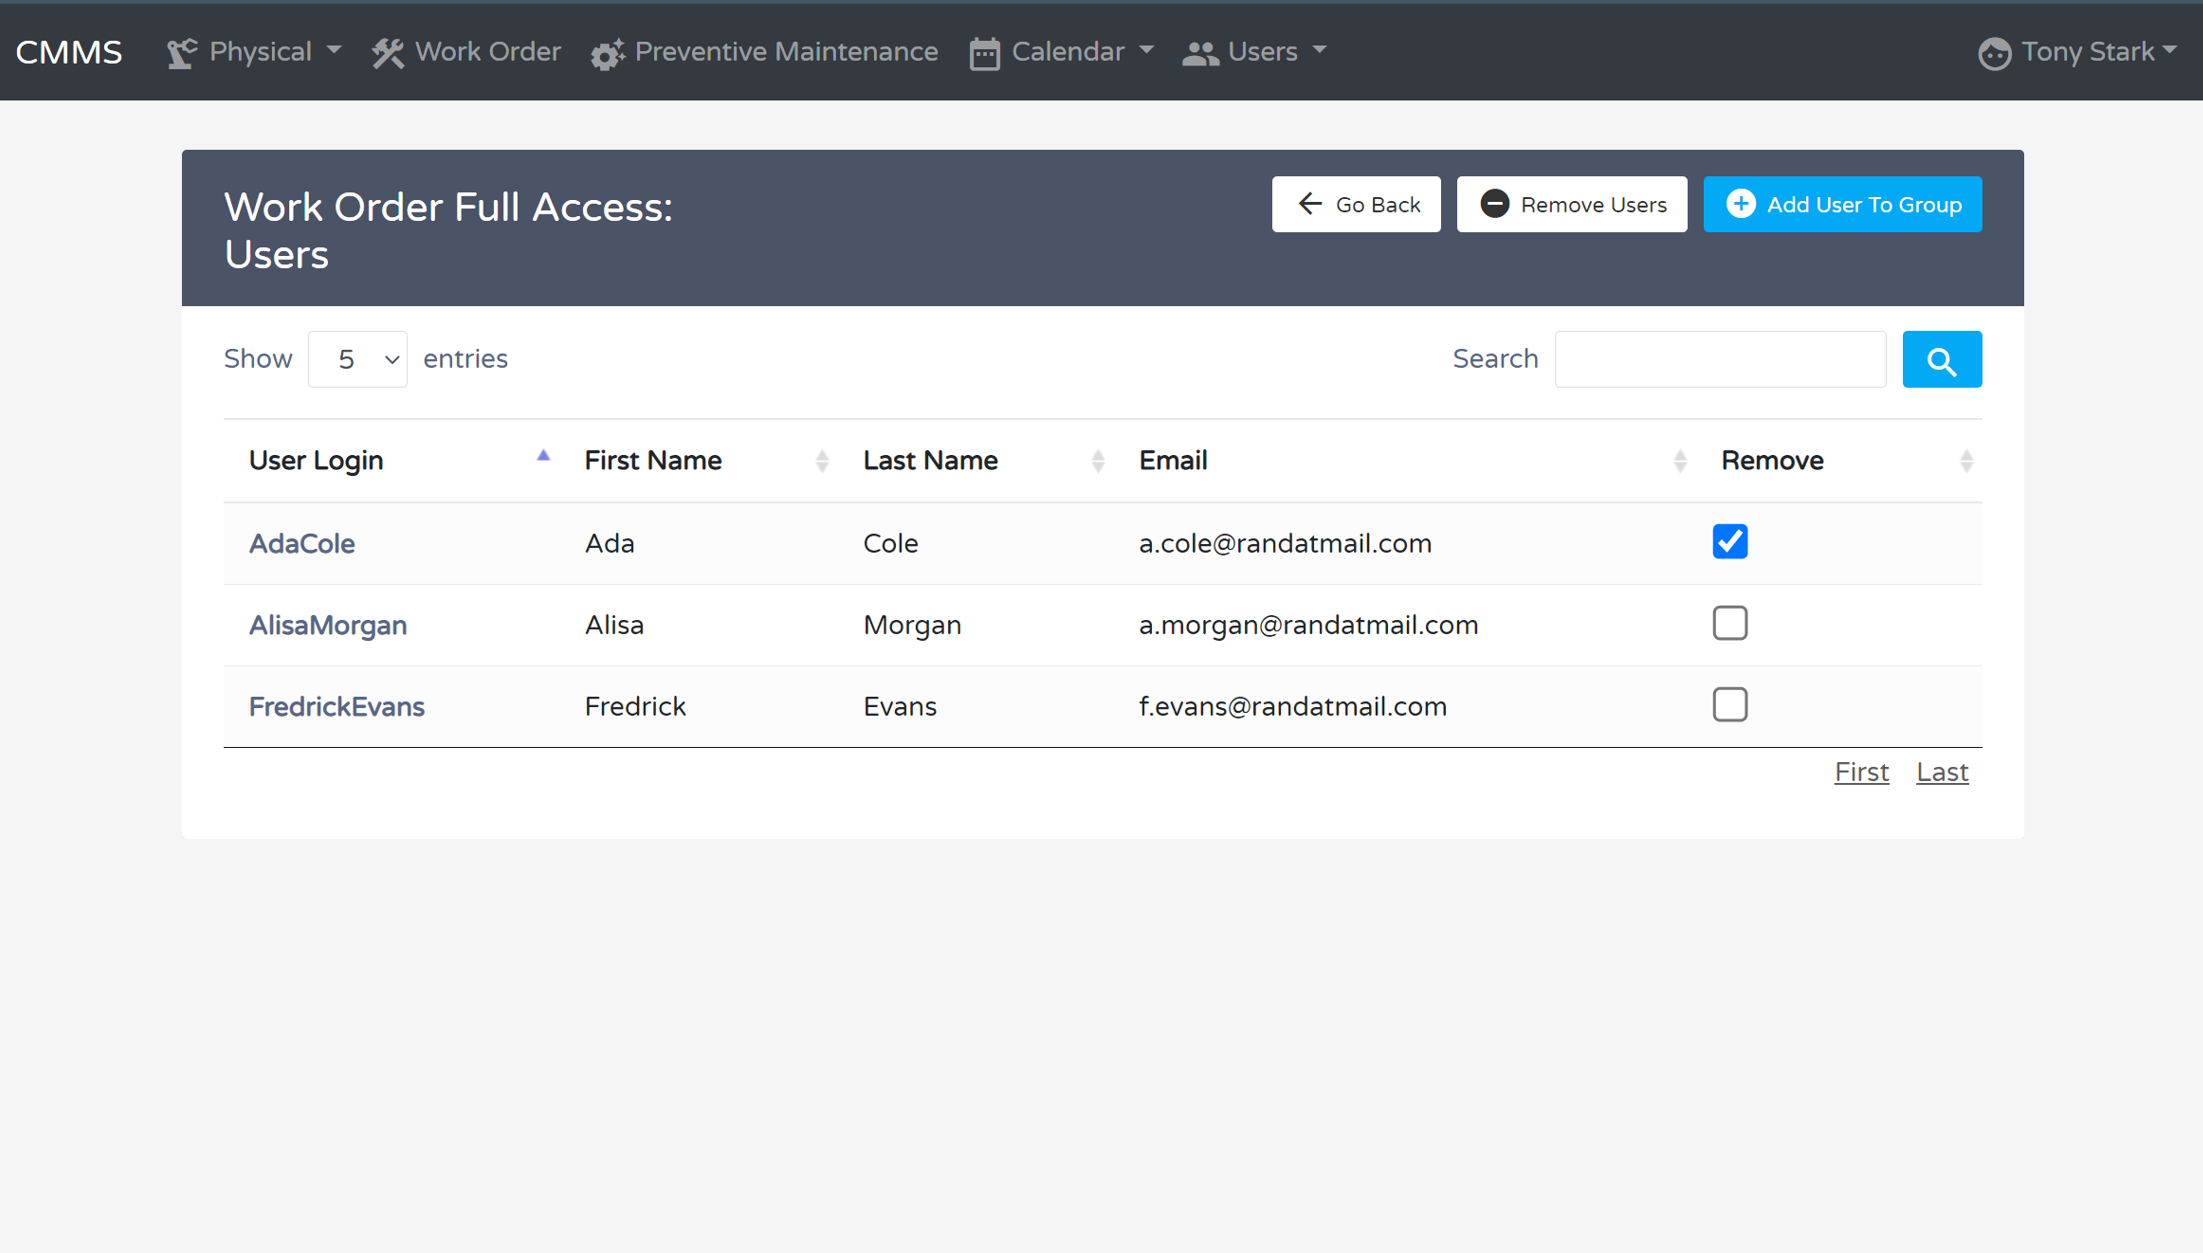 CMMS Physical Work Order Preventive Maintenance Calendar Users Tony Stark
Work Order Full Access:
Users
Go Back Remove Users Add User To Group
Show 5 entries Search
User Login First Name Last Name Email Remove
AdaCole Ada Cole a.cole@randatmail.com
AlisaMorgan Alisa Morgan a.morgan@randatmail.com
FredrickEvans Fredrick Evans f.evans@randatmail.com
First Last